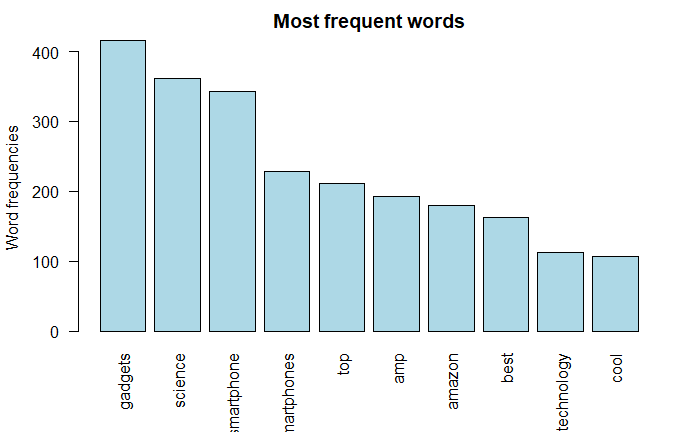 Most frequent words
Word frequencies
400
300
200
100
0
gadgets
science
smartphone
martphones
top
amp
amazon
best
technology
cool